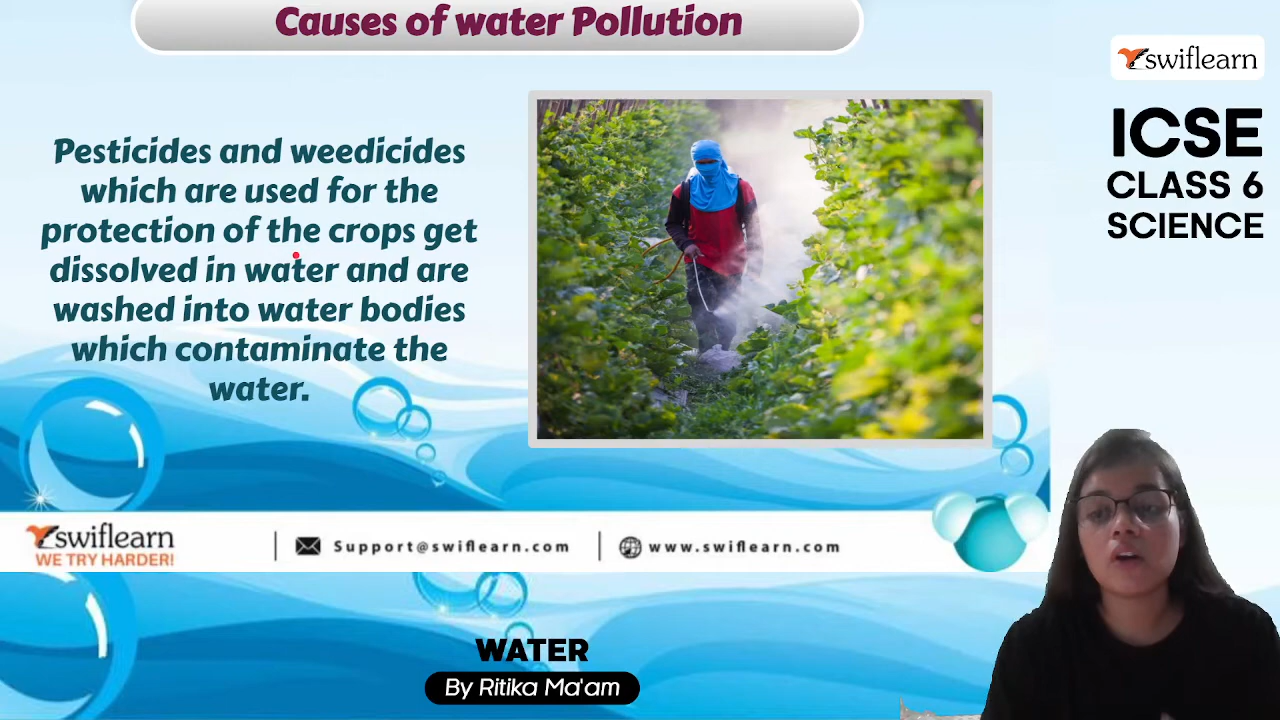 Causes of water Pollution
Pesticides and weedicides
which are used for the
protection of the crops get
dissolved in water and are
washed into water bodies
which contaminate the
water.
swiflearn
ICSE
CLASS 6
SCIENCE
swiflearn
WE TRY HARDER!
Support@swiflearn.com
www.swiflearn.com
WATER
By Ritika Ma'am